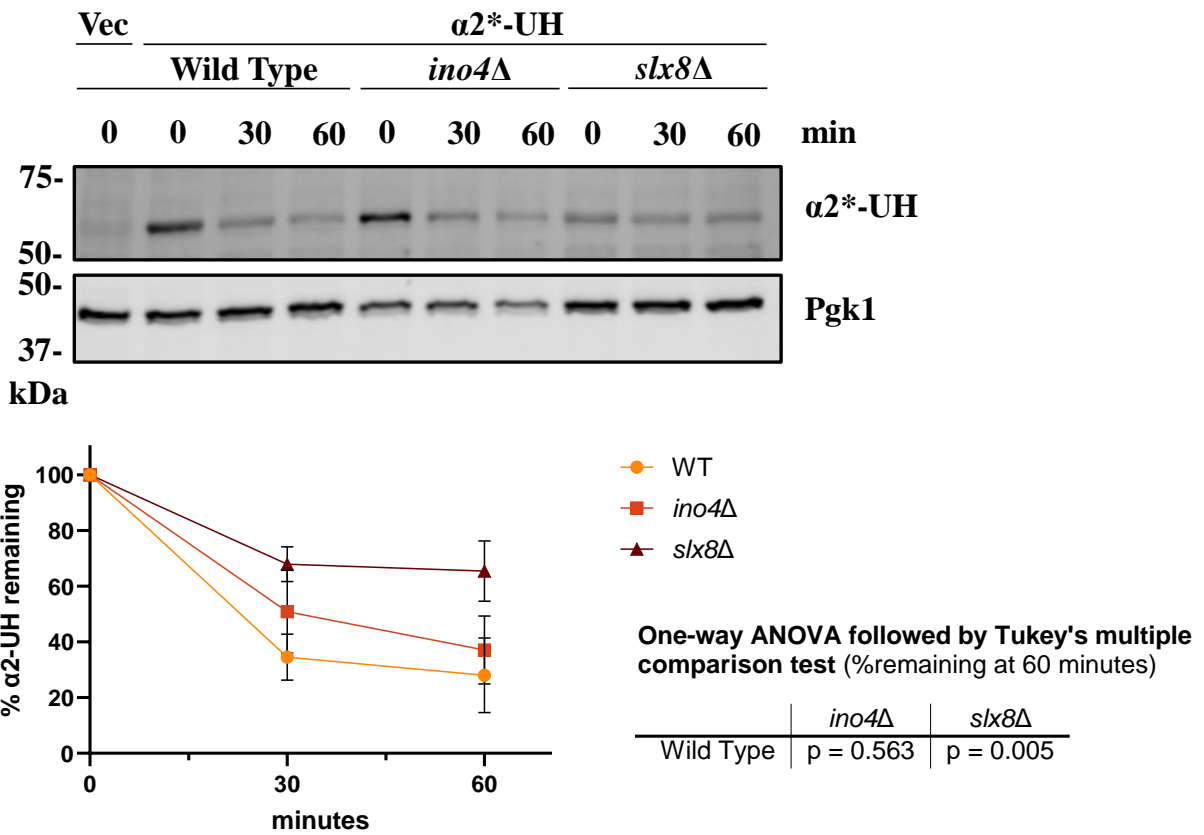 Vec α2*-UH
Wild Type ino4Δ slx8Δ
0 0 30 60 0 30 60 0 30 60 min
75-
α2*-UH
50-
50-
Pgk1
37-
kDa
% α2-UH remaining
100
80
60
40
20
0
0 30 60
minutes
WT
ino4Δ
slx8Δ
One-way ANOVA followed by Tukey's multiple
comparison test (%remaining at 60 minutes)
ino4Δ slx8Δ
Wild Type p = 0.563 p = 0.005